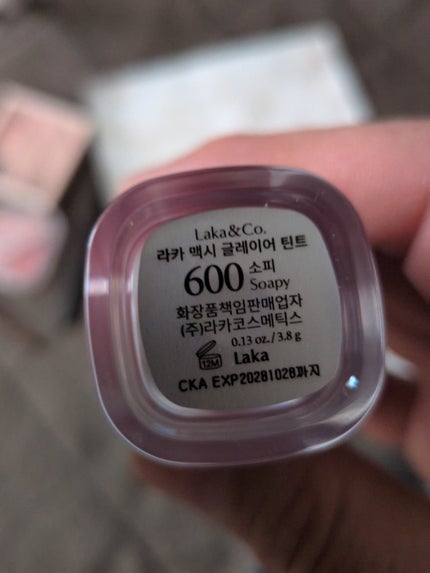 Laka&Co.
라카 맥시 글레이어 틴트
600 소피
Soapy
화장품책임판매업자
(주)라카코스메틱스
0.13 oz./3.8 g
12M Laka
CKA EXP20281028까지